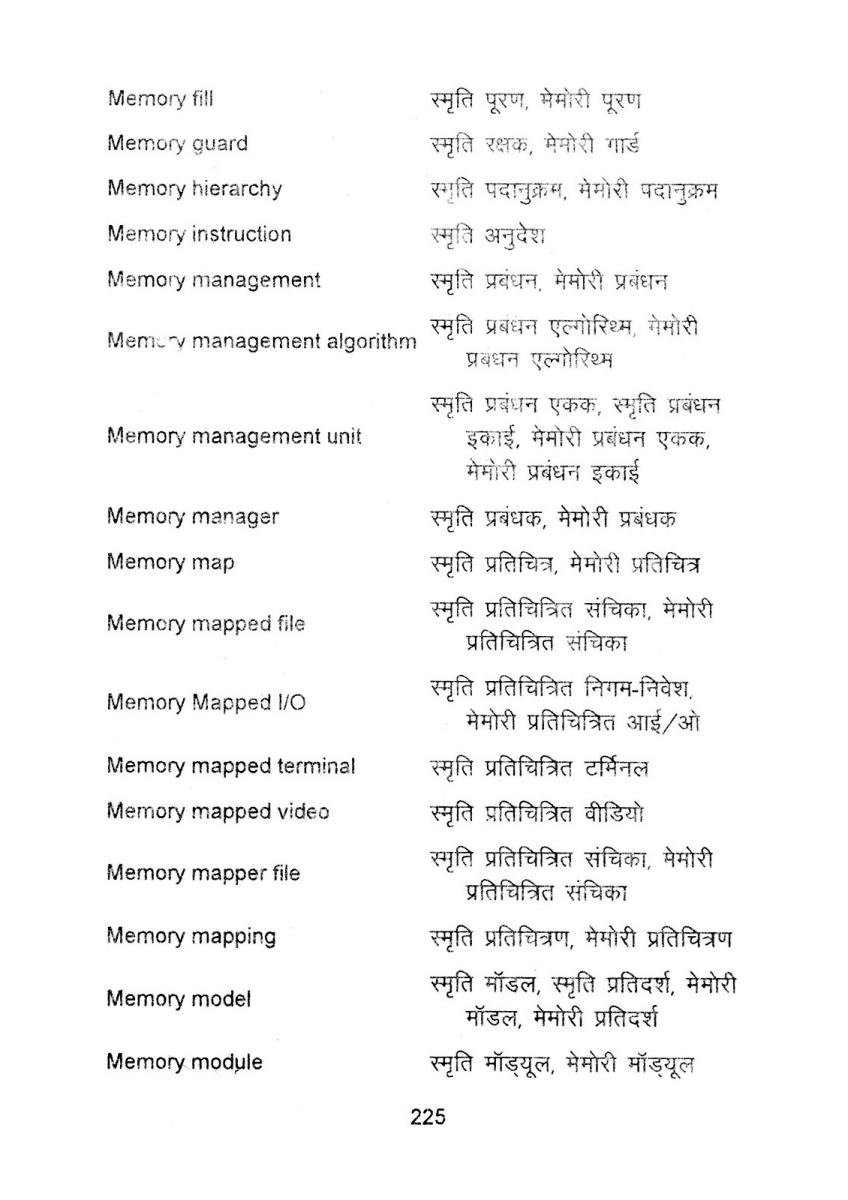 Memory fill स्मृति पूरण, मेमोरी पूरण
Memory guard स्मृति रक्षक, मेमोरी गार्ड
Memory hierarchy स्मृति पदानुक्रम, मेमोरी पदानुक्रम
Memory instruction स्मृति अनुदेश
Memory management स्मृति प्रबंधन, मेमोरी प्रबंधन
Memory management algorithm स्मृति प्रबंधन एल्गोरिथ्म, मेमोरी
प्रबंधन एल्गोरिथ्म
Memory management unit स्मृति प्रबंधन एकक, स्मृति प्रबंधन
इकाई, मेमोरी प्रबंधन एकक,
मेमोरी प्रबंधन इकाई
Memory manager स्मृति प्रबंधक, मेमोरी प्रबंधक
Memory map स्मृति प्रतिचित्र, मेमोरी प्रतिचित्र
Memory mapped file स्मृति प्रतिचित्रित संचिका, मेमोरी
प्रतिचित्रित संचिका
Memory Mapped I/O स्मृति प्रतिचित्रित निगम-निवेश,
मेमोरी प्रतिचित्रित आई/ओ
Memory mapped terminal स्मृति प्रतिचित्रित टर्मिनल
Memory mapped video स्मृति प्रतिचित्रित वीडियो
Memory mapper file स्मृति प्रतिचित्रित संचिका, मेमोरी
प्रतिचित्रित संचिका
Memory mapping स्मृति प्रतिचित्रण, मेमोरी प्रतिचित्रण
Memory model स्मृति मॉडल, स्मृति प्रतिदर्श, मेमोरी
मॉडल, मेमोरी प्रतिदर्श
Memory module स्मृति मॉड्यूल, मेमोरी मॉड्यूल
225